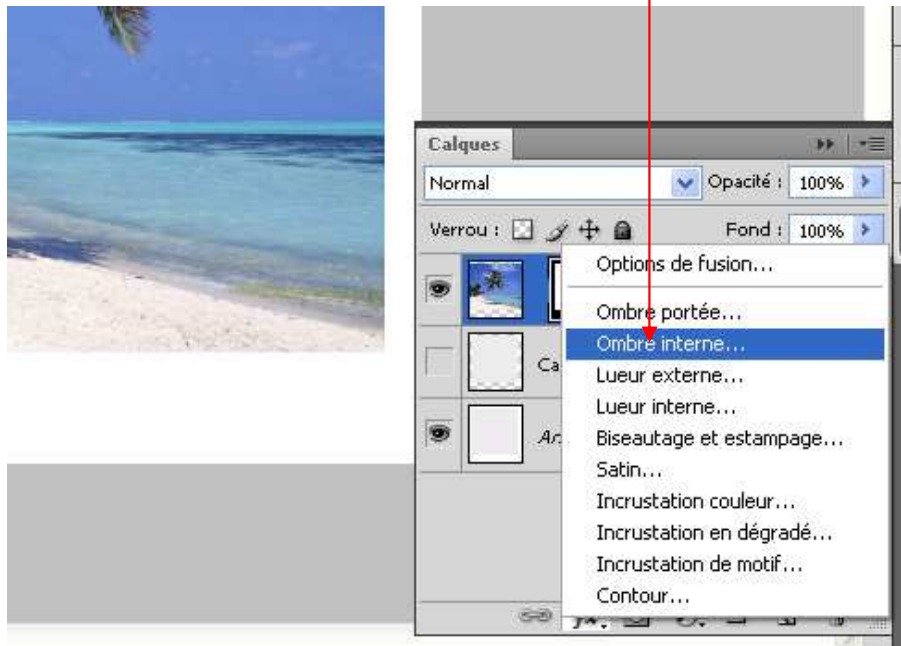 Calques
Normal Opacité : 100%
Verrou : Fond : 100%
Options de fusion...
Ombre portée...
Ombre interne...
Ca
Lueur externe...
Lueur interne...
Biseautage et estampage...
Satin...
Incrustation couleur...
Incrustation en dégradé...
Incrustation de motif...
Contour...